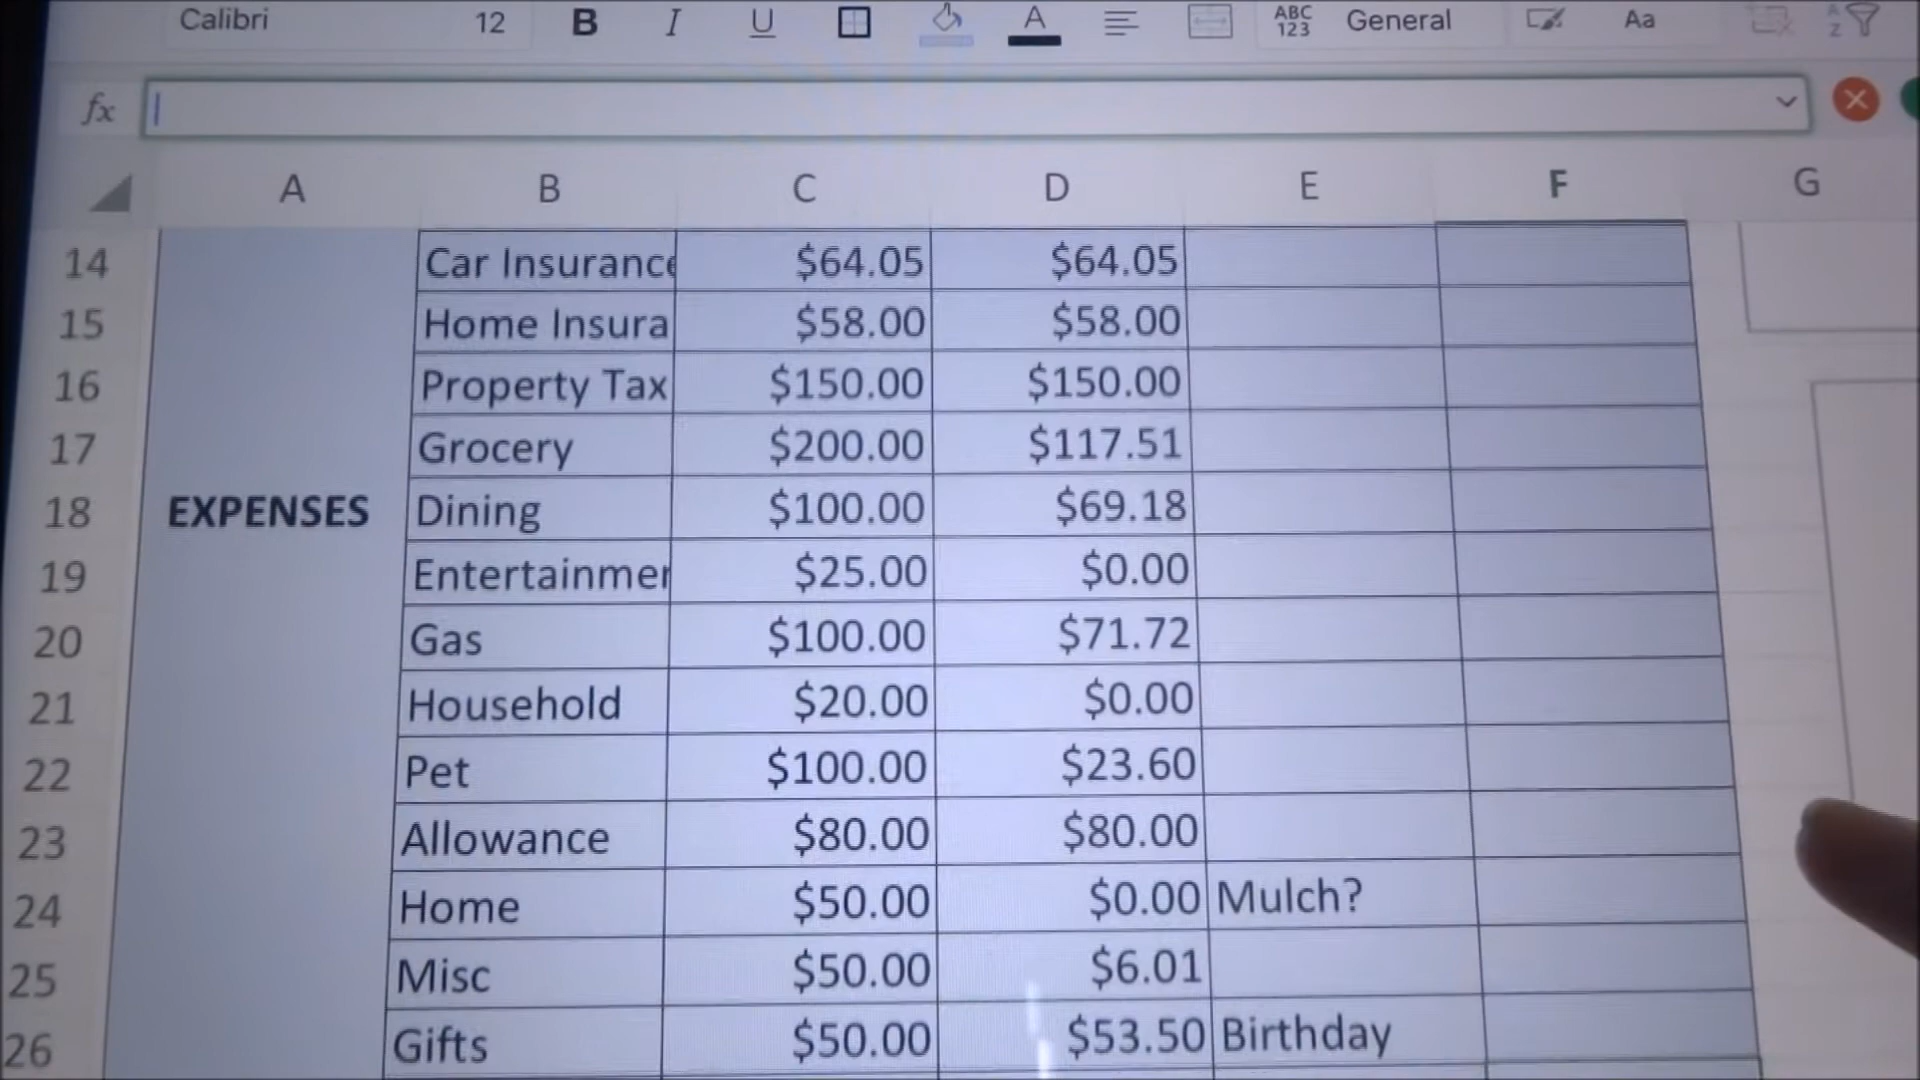 Calibri 12 B I U A ABC 123 General Aa A Z
fx
A B C D E F G
14 Car Insurance $64.05 $64.05
15 Home Insura $58.00 $58.00
16 Property Tax $150.00 $150.00
17 Grocery $200.00 $117.51
18 EXPENSES Dining $100.00 $69.18
19 Entertainmen $25.00 $0.00
20 Gas $100.00 $71.72
21 Household $20.00 $0.00
22 Pet $100.00 $23.60
23 Allowance $80.00 $80.00
24 Home $50.00 $0.00 Mulch?
25 Misc $50.00 $6.01
26 Gifts $50.00 $53.50 Birthday